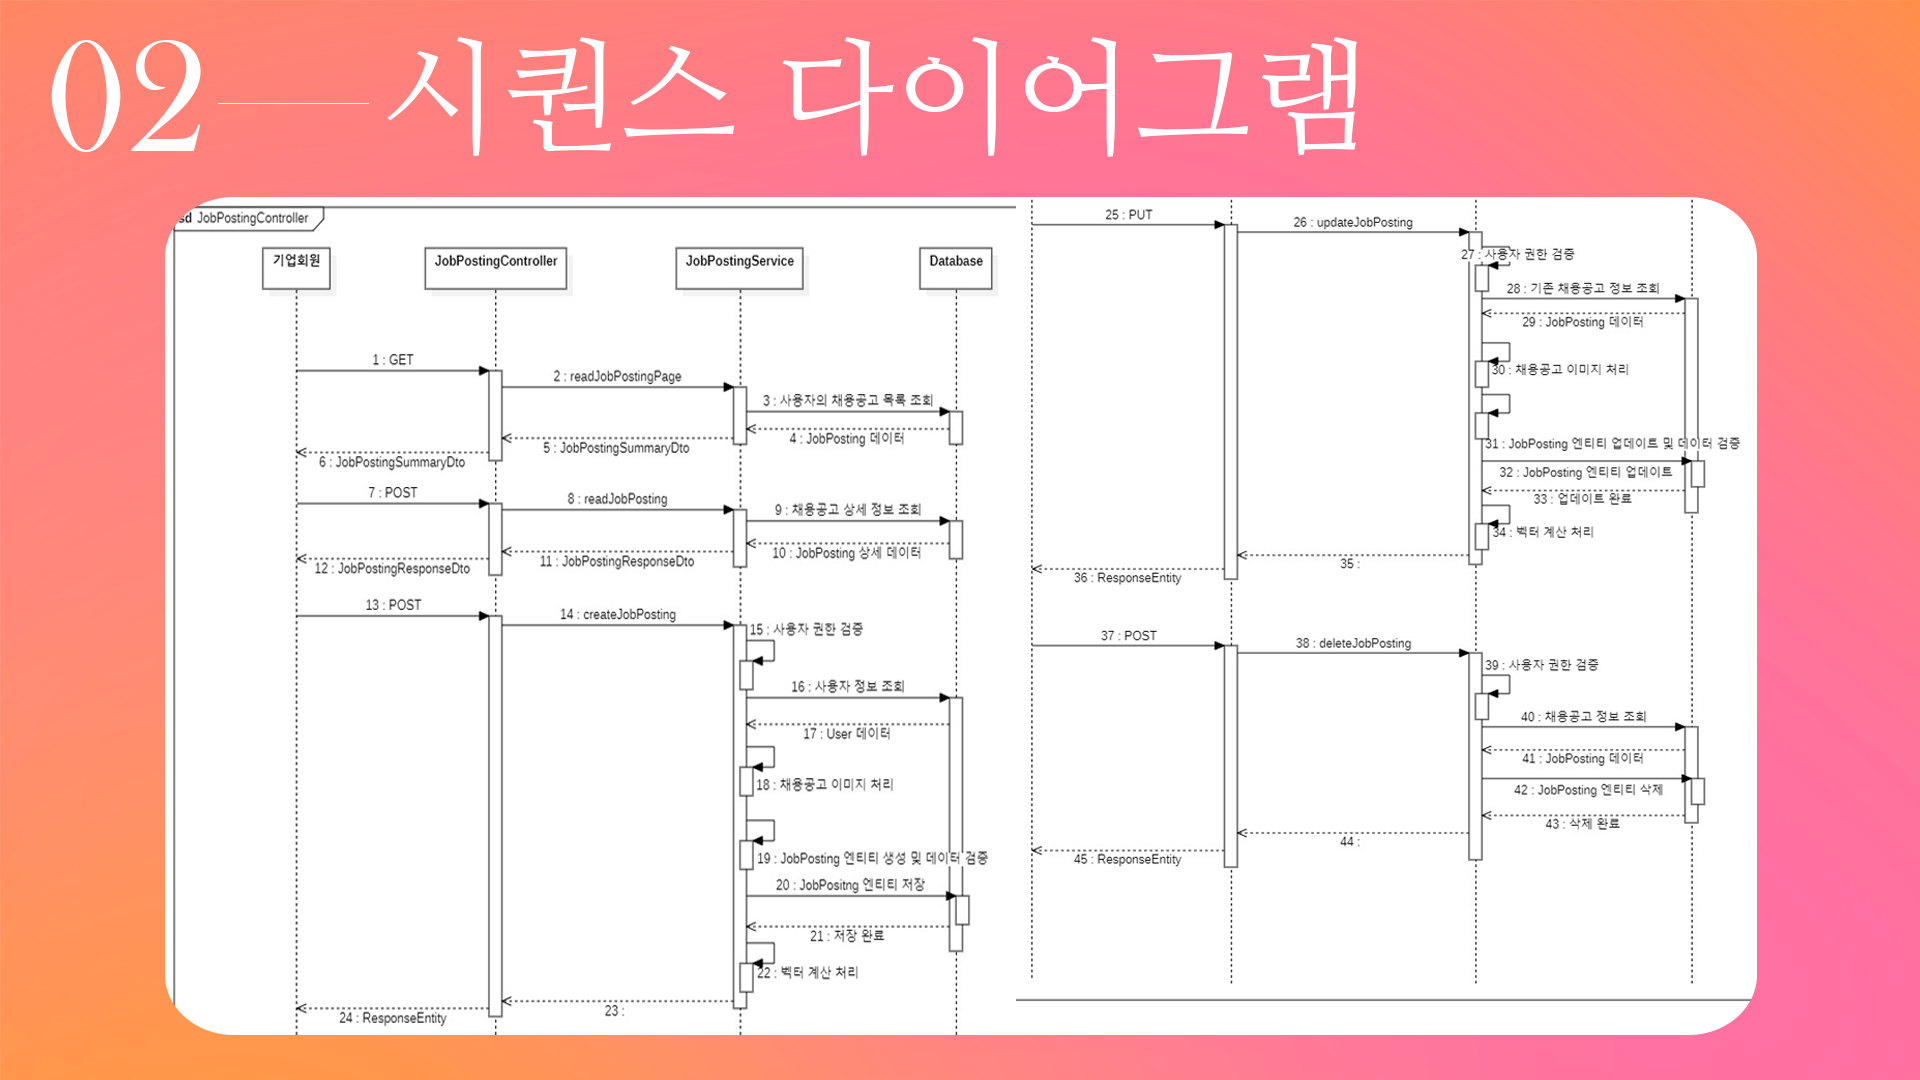 02 시퀀스 다이어그램
sd JobPostingController
기업회원
JobPostingController
JobPostingService
Database
1 : GET
2 : readJobPostingPage
3 : 사용자의 채용공고 목록 조회
4 : JobPosting 데이터
5 : JobPostingSummaryDto
6 : JobPostingSummaryDto
7 : POST
8 : readJobPosting
9 : 채용공고 상세 정보 조회
10 : JobPosting 상세 데이터
11 : JobPostingResponseDto
12 : JobPostingResponseDto
13 : POST
14 : createJobPosting
15 : 사용자 권한 검증
16 : 사용자 정보 조회
17 : User 데이터
18 : 채용공고 이미지 처리
19 : JobPosting 엔티티 생성 및 데이터 검증
20 : JobPositng 엔티티 저장
21 : 저장 완료
22 : 벡터 계산 처리
23 :
24 : ResponseEntity
25 : PUT
26 : updateJobPosting
27 : 사용자 권한 검증
28 : 기존 채용공고 정보 조회
29 : JobPosting 데이터
30 : 채용공고 이미지 처리
31 : JobPosting 엔티티 업데이트 및 데이터 검증
32 : JobPosting 엔티티 업데이트
33 : 업데이트 완료
34 : 벡터 계산 처리
35 :
36 : ResponseEntity
37 : POST
38 : deleteJobPosting
39 : 사용자 권한 검증
40 : 채용공고 정보 조회
41 : JobPosting 데이터
42 : JobPosting 엔티티 삭제
43 : 삭제 완료
44 :
45 : ResponseEntity